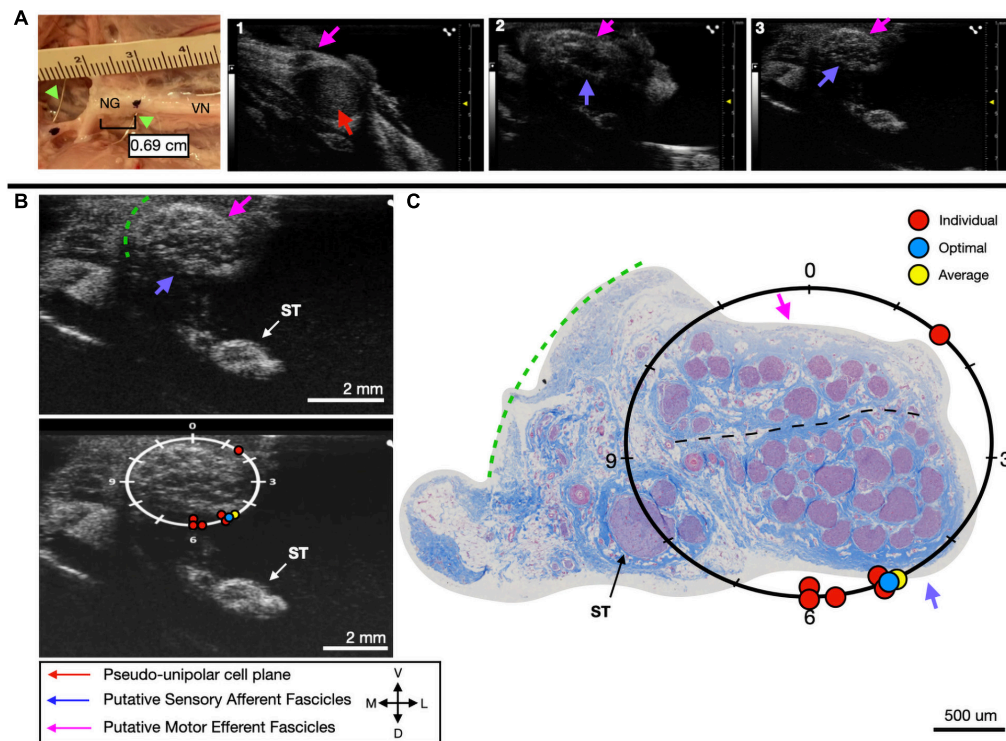 A
2 3 4
NG
VN
0.69 cm
1
2
3
B
ST
2 mm
0
9
3
6
ST
2 mm
Pseudo-unipolar cell plane
Putative Sensory Afferent Fascicles
Putative Motor Efferent Fascicles
V
M L
D
C
Individual
Optimal
Average
0
9
3
6
ST
500 um